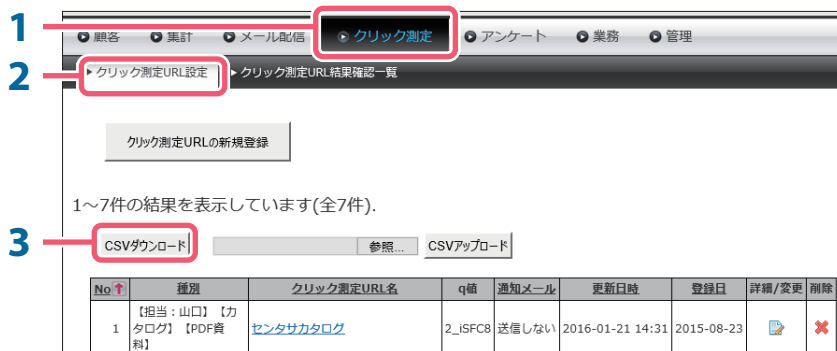 1
顧客 集計 メール配信 クリック測定 アンケート 業務 管理
2
クリック測定URL設定 クリック測定URL結果確認一覧
クリック測定URLの新規登録
1～7件の結果を表示しています(全7件).
3
CSVダウンロード 参照... CSVアップロード
No 種別 クリック測定URL名 q値 通知メール 更新日時 登録日 詳細/変更 削除
【担当：山口】【カ
1 タログ】【PDF資 センタサカタログ 2_iSFC8 送信しない 2016-01-21 14:31 2015-08-23
料】